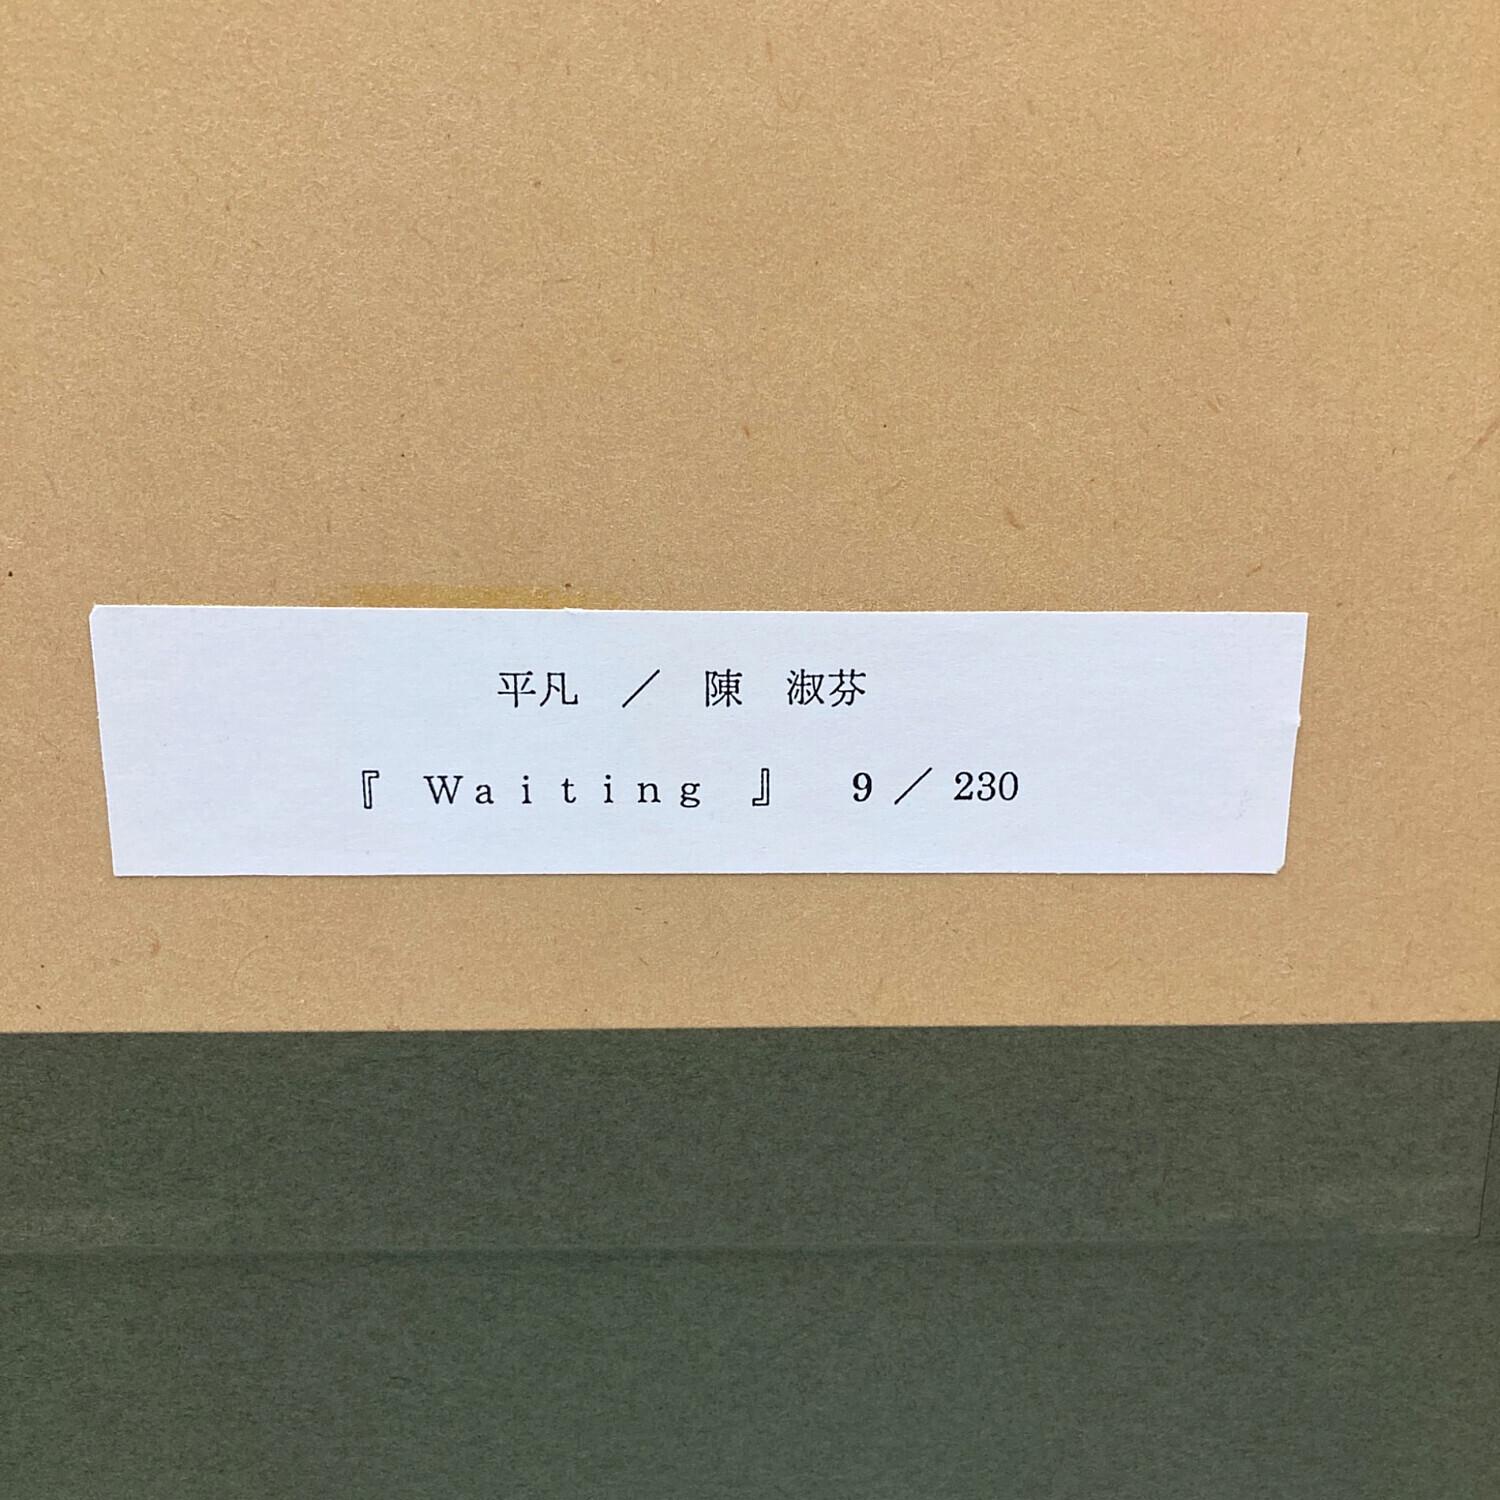 平凡 ／ 陳 淑芬
『 Waiting 』 9 ／ 230